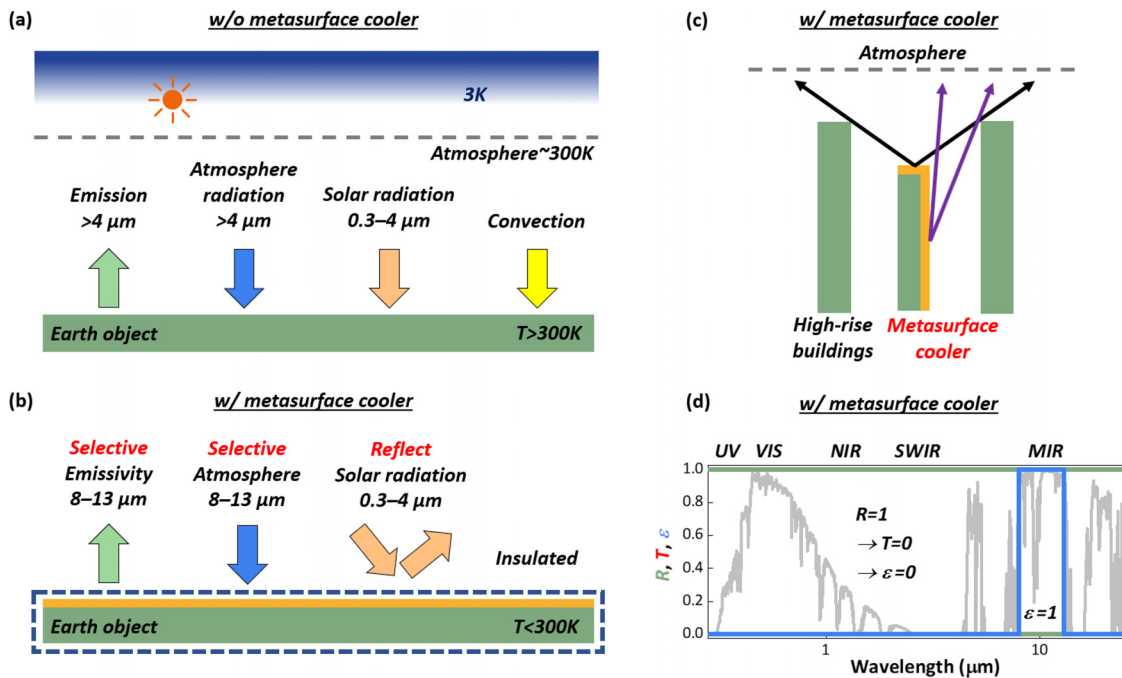 (a)
w/o metasurface cooler
3K
Atmosphere~300K
Emission
>4 μm
Atmosphere
radiation
>4 μm
Solar radiation
0.3–4 μm
Convection
Earth object
T>300K
(b)
w/ metasurface cooler
Selective
Emissivity
8–13 μm
Selective
Atmosphere
8–13 μm
Reflect
Solar radiation
0.3–4 μm
Insulated
Earth object
T<300K
(c)
w/ metasurface cooler
Atmosphere
High-rise
buildings
Metasurface
cooler
(d)
w/ metasurface cooler
UV VIS NIR SWIR MIR
R, T, ε
1.0
0.8
0.6
0.4
0.2
0.0
R=1
→ T=0
→ ε=0
ε=1
1 10
Wavelength (μm)